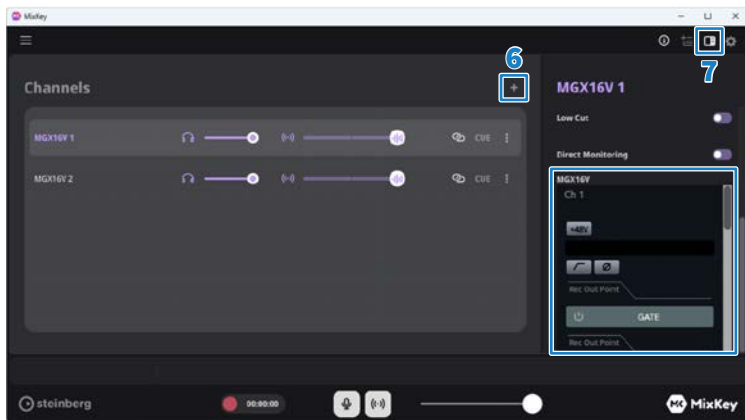 MixKey
6
7
Channels
+
MGX16V 1
Low Cut
Direct Monitoring
MGX16V 1
CUE
MGX16V 2
CUE
MGX16V
Ch 1
+48V
Rec Out Point
GATE
Rec Out Point
steinberg
00:00:00
MK MixKey